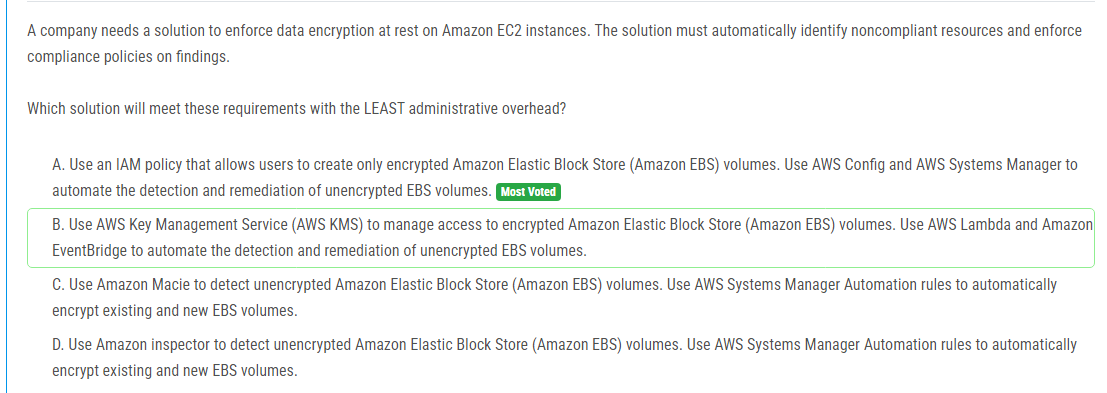 A company needs a solution to enforce data encryption at rest on Amazon EC2 instances. The solution must automatically identify noncompliant resources and enforce
compliance policies on findings.
Which solution will meet these requirements with the LEAST administrative overhead?
A. Use an IAM policy that allows users to create only encrypted Amazon Elastic Block Store (Amazon EBS) volumes. Use AWS Config and AWS Systems Manager to
automate the detection and remediation of unencrypted EBS volumes. Most Voted
B. Use AWS Key Management Service (AWS KMS) to manage access to encrypted Amazon Elastic Block Store (Amazon EBS) volumes. Use AWS Lambda and Amazon
EventBridge to automate the detection and remediation of unencrypted EBS volumes.
C. Use Amazon Macie to detect unencrypted Amazon Elastic Block Store (Amazon EBS) volumes. Use AWS Systems Manager Automation rules to automatically
encrypt existing and new EBS volumes.
D. Use Amazon inspector to detect unencrypted Amazon Elastic Block Store (Amazon EBS) volumes. Use AWS Systems Manager Automation rules to automatically
encrypt existing and new EBS volumes.